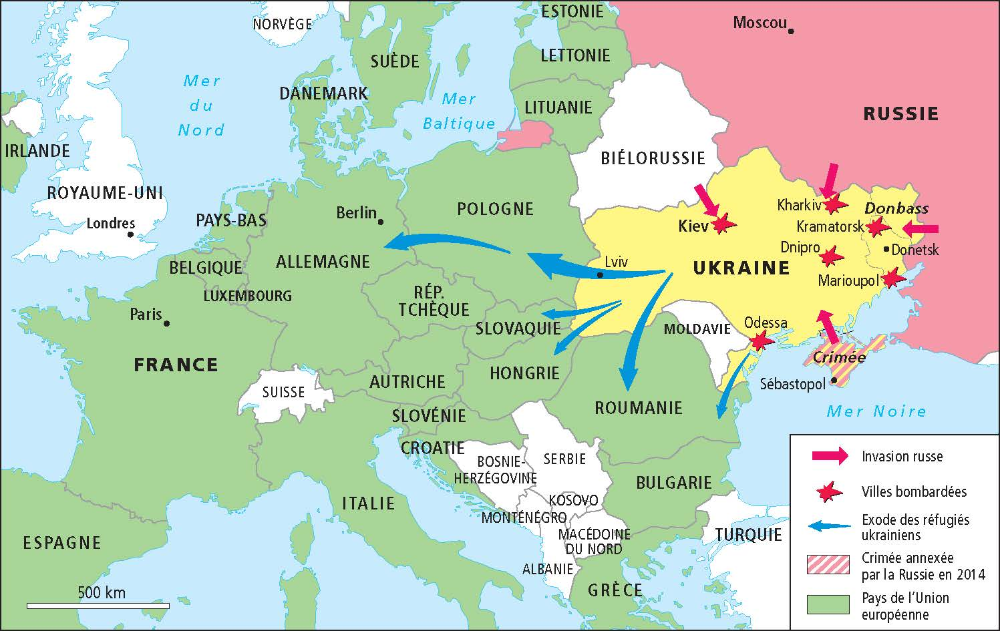 ESTONIE
NORVÈGE
Moscou
LETTONIE
SUÈDE
Mer
du
Nord
DANEMARK
Mer
Baltique
LITUANIE
RUSSIE
IRLANDE
BIÉLORUSSIE
ROYAUME-UNI
Londres
PAYS-BAS
Berlin
POLOGNE
Kharkiv
Donbass
Kiev
Kramatorsk
Dnipro
Donetsk
BELGIQUE
ALLEMAGNE
Lviv
UKRAINE
Marioupol
LUXEMBOURG
RÉP.
TCHÈQUE
Paris
SLOVAQUIE
MOLDAVIE
Odessa
FRANCE
Crimée
HONGRIE
AUTRICHE
SUISSE
Sébastopol
ROUMANIE
Mer Noire
SLOVÉNIE
CROATIE
BOSNIE-
HERZÉGOVINE
SERBIE
BULGARIE
ITALIE
KOSOVO
MONTÉNÉGRO
MACÉDOINE
DU NORD
TURQUIE
ESPAGNE
ALBANIE
GRÈCE
500 km
Invasion russe
Villes bombardées
Exode des réfugiés
ukrainiens
Crimée annexée
par la Russie en 2014
Pays de l'Union
européenne